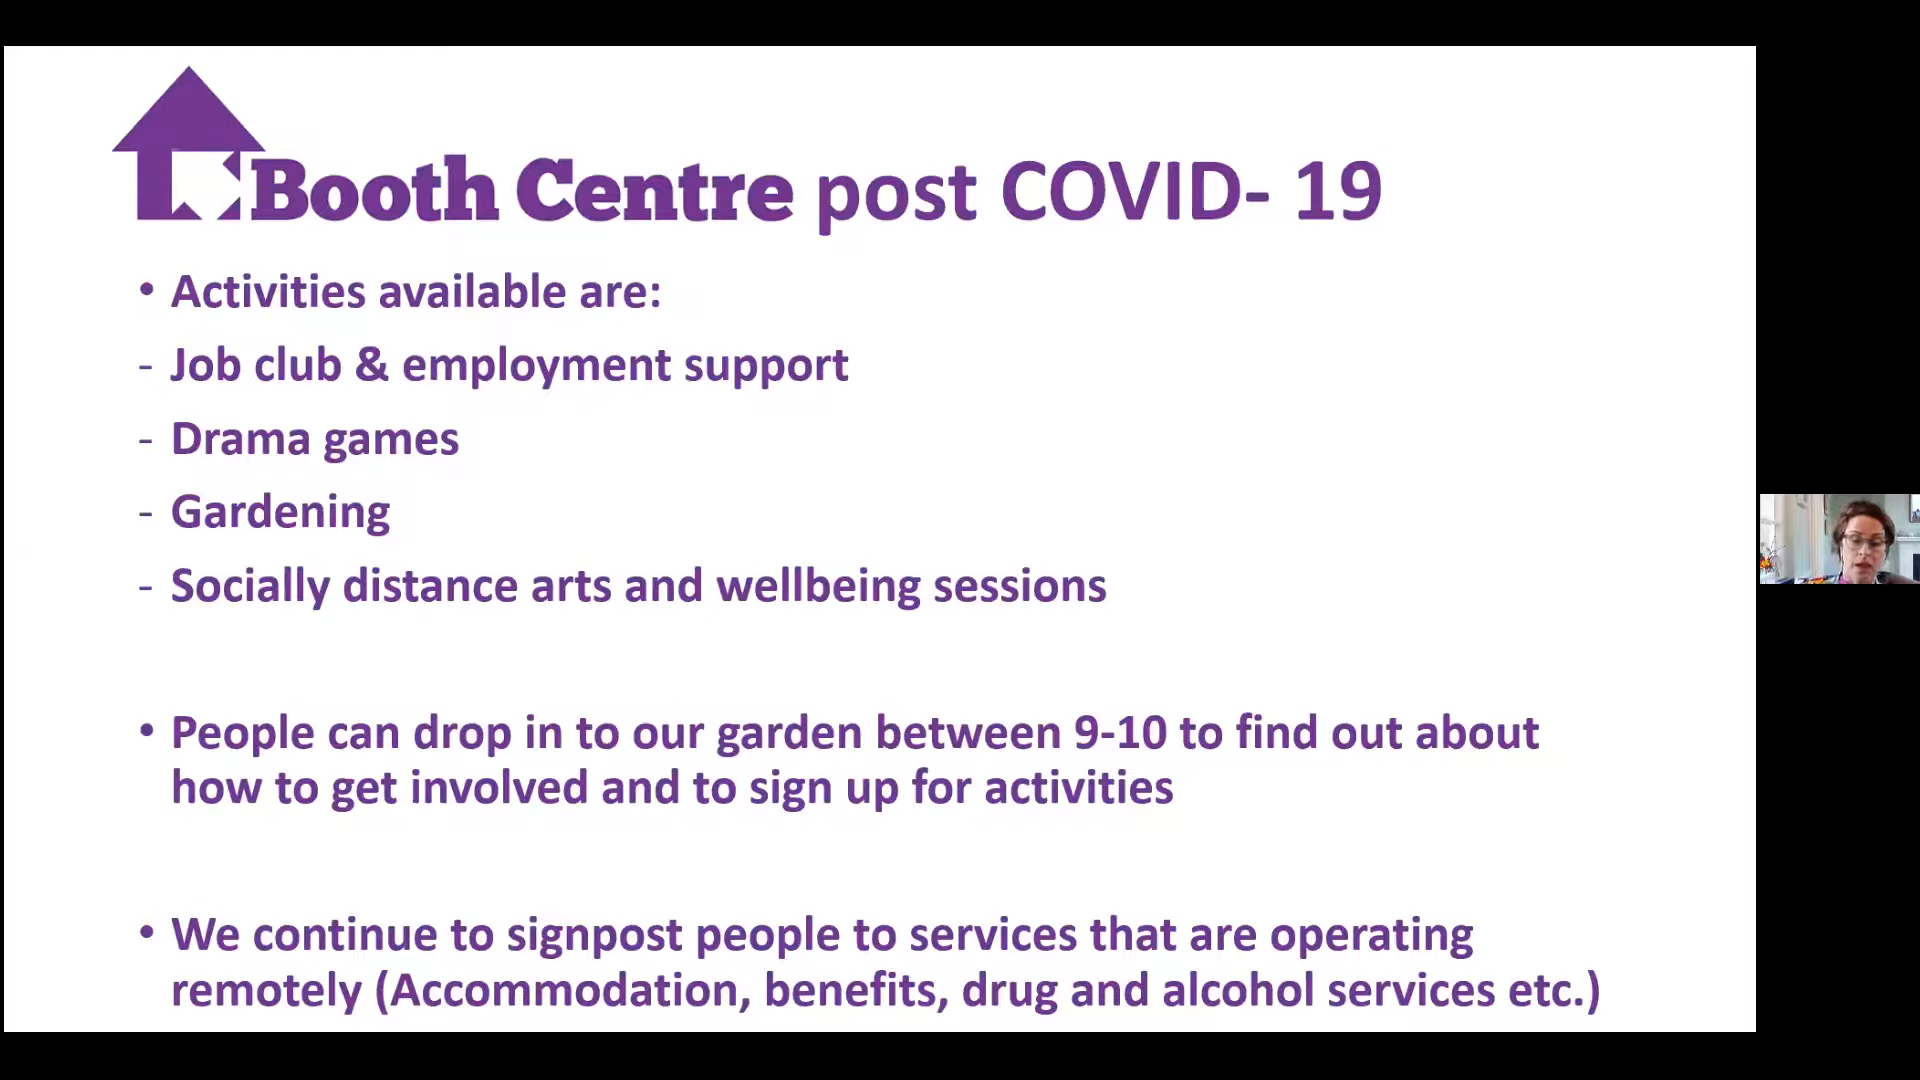 Booth Centre post COVID- 19
• Activities available are:
- Job club & employment support
- Drama games
- Gardening
- Socially distance arts and wellbeing sessions
• People can drop in to our garden between 9-10 to find out about
how to get involved and to sign up for activities
• We continue to signpost people to services that are operating
remotely (Accommodation, benefits, drug and alcohol services etc.)